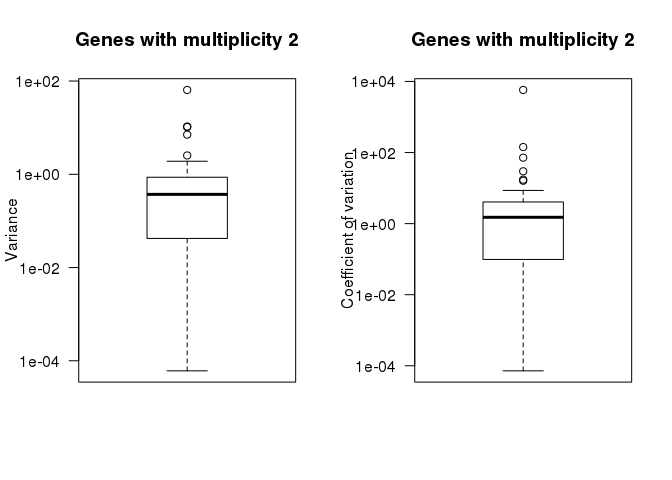 Genes with multiplicity 2
1e+02
1e+00
1e-02
1e-04
Variance
Genes with multiplicity 2
1e+04
1e+02
1e+00
1e-02
1e-04
Coefficient of variation